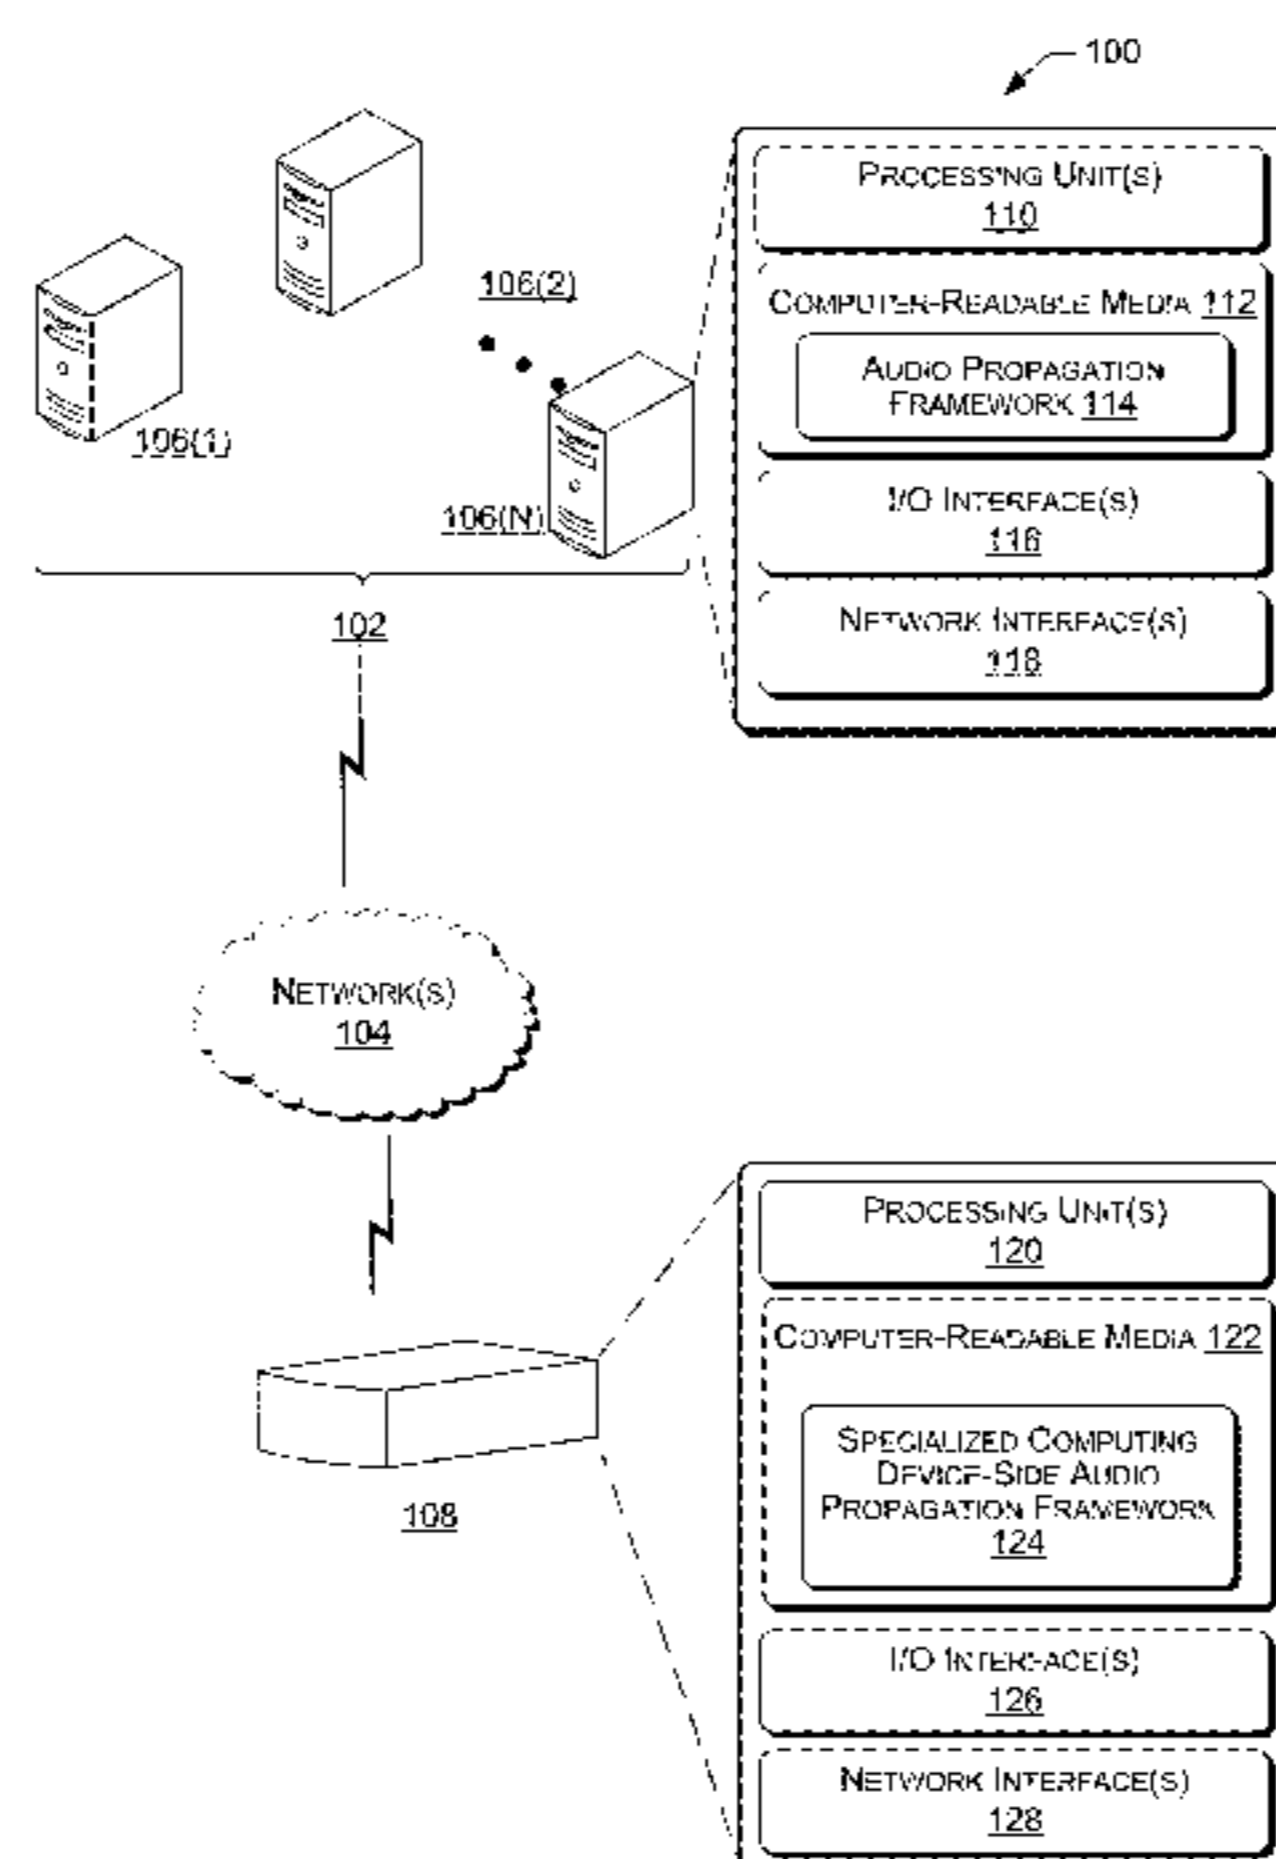 100
PROCESSING UNIT(S)
110
COMPUTER-READABLE MEDIA 112
AUDIO PROPAGATION
FRAMEWORK 114
I/O INTERFACE(S)
116
NETWORK INTERFACE(S)
118
106(1)
106(2)
106(N)
102
NETWORK(S)
104
108
PROCESSING UNIT(S)
120
COMPUTER-READABLE MEDIA 122
SPECIALIZED COMPUTING
DEVICE-SIDE AUDIO
PROPAGATION FRAMEWORK
124
I/O INTERFACE(S)
126
NETWORK INTERFACE(S)
128